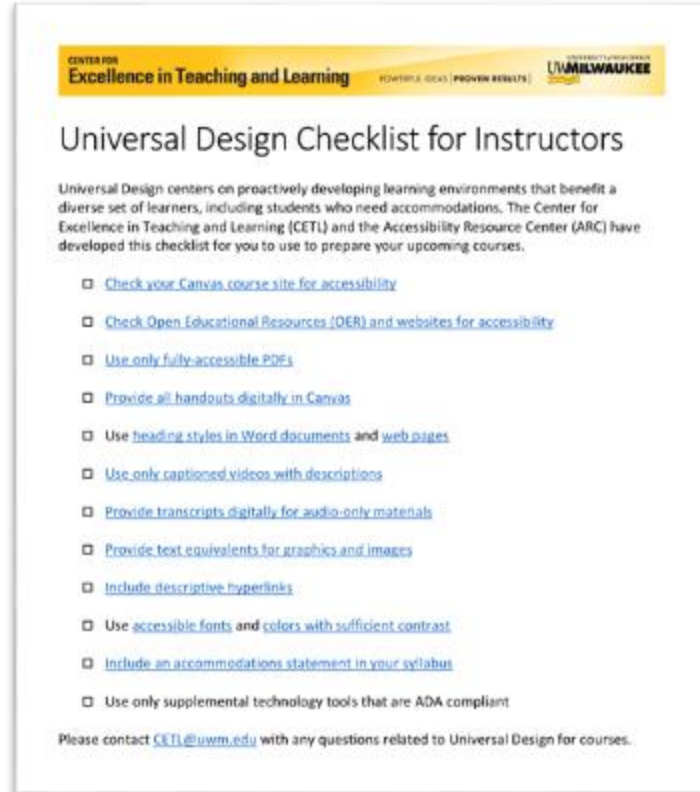 CENTER FOR
Excellence in Teaching and Learning
POWERFUL IDEAS | PROVEN RESULTS |
UWMILWAUKEE
Universal Design Checklist for Instructors
Universal Design centers on proactively developing learning environments that benefit a
diverse set of learners, including students who need accommodations. The Center for
Excellence in Teaching and Learning (CETL) and the Accessibility Resource Center (ARC) have
developed this checklist for you to use to prepare your upcoming courses.
Check your Canvas course site for accessibility
Check Open Educational Resources (OER) and websites for accessibility
Use only fully-accessible PDFs
Provide all handouts digitally in Canvas
Use heading styles in Word documents and web pages
Use only captioned videos with descriptions
Provide transcripts digitally for audio-only materials
Provide text equivalents for graphics and images
Include descriptive hyperlinks
Use accessible fonts and colors with sufficient contrast
Include an accommodations statement in your syllabus
Use only supplemental technology tools that are ADA compliant
Please contact CETL@uwm.edu with any questions related to Universal Design for courses.